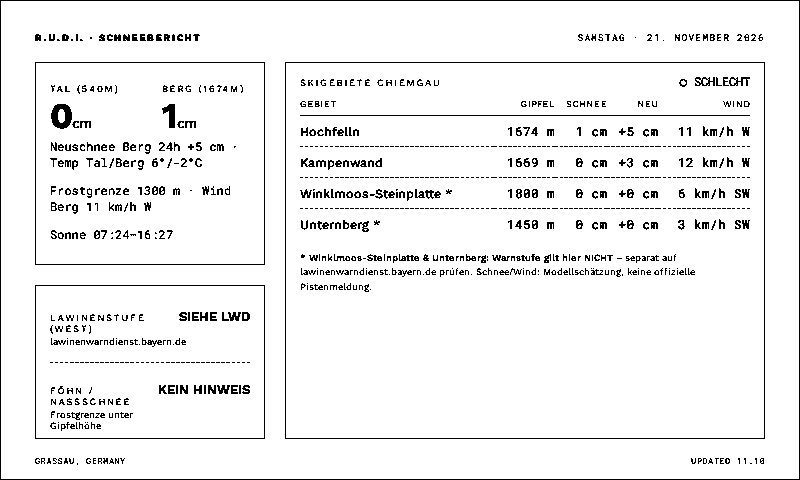 R.U.D.I. · SCHNEEBERICHT
SAMSTAG · 21. NOVEMBER 2026
TAL (540M)
BERG (1674M)
0cm
1cm
Neuschnee Berg 24h +5 cm ·
Temp Tal/Berg 6°/-2°C
Frostgrenze 1300 m · Wind
Berg 11 km/h W
Sonne 07:24–16:27
LAWINENSTUFE (WEST)
SIEHE LWD
lawinenwarndienst.bayern.de
FÖHN / NASSSCHNEE
KEIN HINWEIS
Frostgrenze unter
Gipfelhöhe
SKIGEBIETE CHIEMGAU
SCHLECHT
GEBIET GIPFEL SCHNEE NEU WIND
Hochfelln 1674 m 1 cm +5 cm 11 km/h W
Kampenwand 1669 m 0 cm +3 cm 12 km/h W
Winklmoos-Steinplatte * 1800 m 0 cm +0 cm 6 km/h SW
Unternberg * 1450 m 0 cm +0 cm 3 km/h SW
* Winklmoos-Steinplatte & Unternberg: Warnstufe gilt hier NICHT – separat auf
lawinenwarndienst.bayern.de prüfen. Schnee/Wind: Modellschätzung, keine offizielle
Pistenmeldung.
GRASSAU, GERMANY
UPDATED 11.10